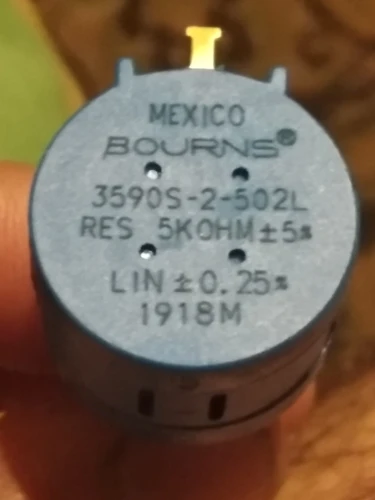 MEXICO
BOURNS®
3590S-2-502L
RES 5KOHM±5%
LIN ±0.25%
1918M